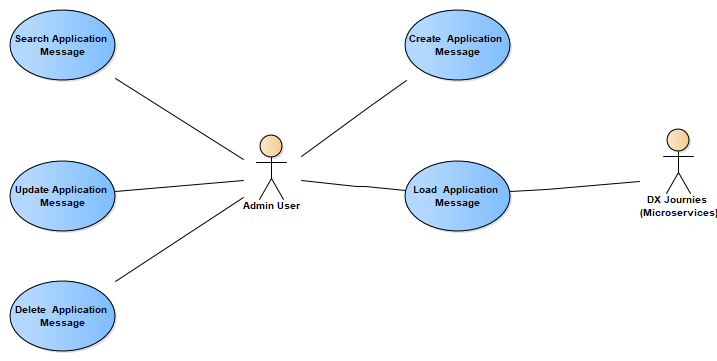 Search Application
Message
Create Application
Message
Update Application
Message
Admin User
Load Application
Message
DX Journies
(Microservices)
Delete Application
Message